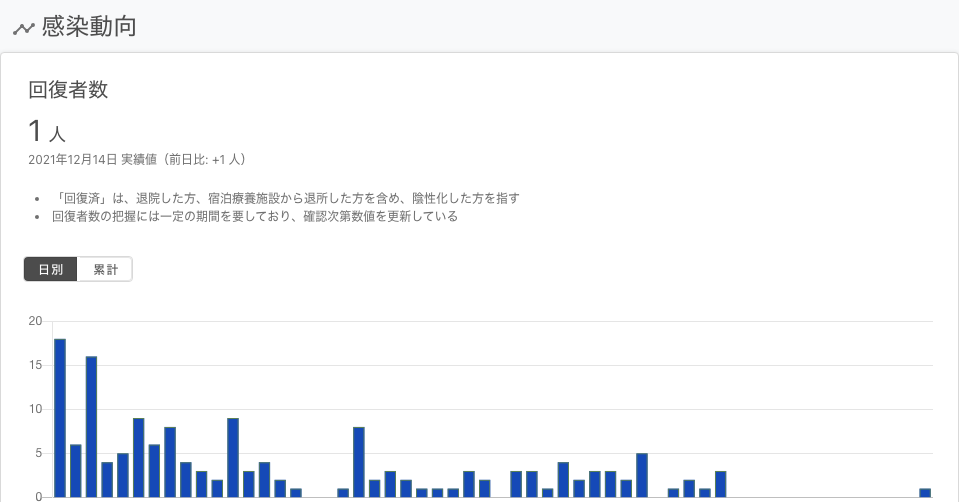 感染動向
回復者数
1 人
2021年12月14日 実績値（前日比: +1 人）
• 「回復済」は、退院した方、宿泊療養施設から退所した方を含め、陰性化した方を指す
• 回復者数の把握には一定の期間を要しており、確認次第数値を更新している
日別 累計
20
15
10
5
0